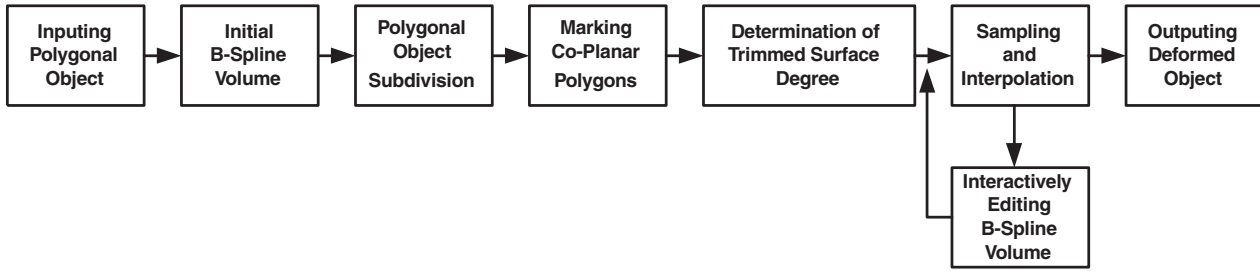 Inputing
Polygonal
Object
Initial
B-Spline
Volume
Polygonal
Object
Subdivision
Marking
Co-Planar
Polygons
Determination of
Trimmed Surface
Degree
Sampling
and
Interpolation
Outputing
Deformed
Object
Interactively
Editing
B-Spline
Volume